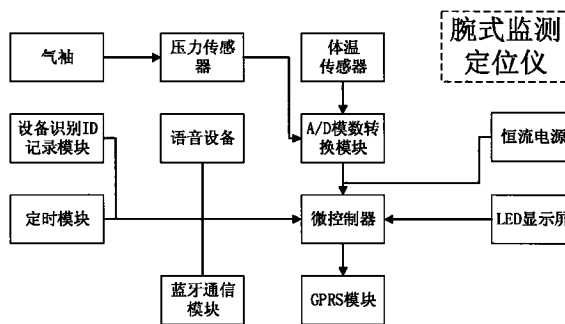 腕式监测
定位仪
气袖
压力传感
器
体温
传感器
设备识别ID
记录模块
语音设备
A/D模数转
换模块
恒流电源
定时模块
微控制器
LED显示屏
蓝牙通信
模块
GPRS模块